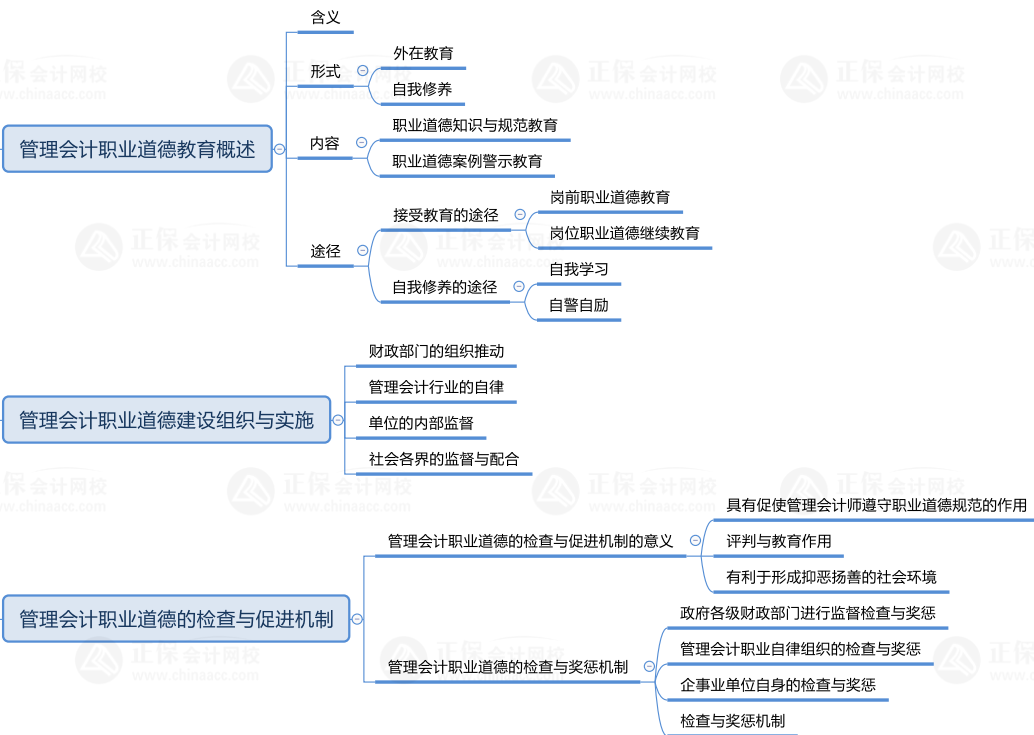 管理会计职业道德教育概述
含义
形式
外在教育
自我修养
内容
职业道德知识与规范教育
职业道德案例警示教育
途径
接受教育的途径
岗前职业道德教育
岗位职业道德继续教育
自我修养的途径
自我学习
自警自励
管理会计职业道德建设组织与实施
财政部门的组织推动
管理会计行业的自律
单位的内部监督
社会各界的监督与配合
管理会计职业道德的检查与促进机制
管理会计职业道德的检查与促进机制的意义
具有促使管理会计师遵守职业道德规范的作用
评判与教育作用
有利于形成抑恶扬善的社会环境
管理会计职业道德的检查与奖惩机制
政府各级财政部门进行监督检查与奖惩
管理会计职业自律组织的检查与奖惩
企事业单位自身的检查与奖惩
检查与奖惩机制
正保会计网校
www.chinaacc.com